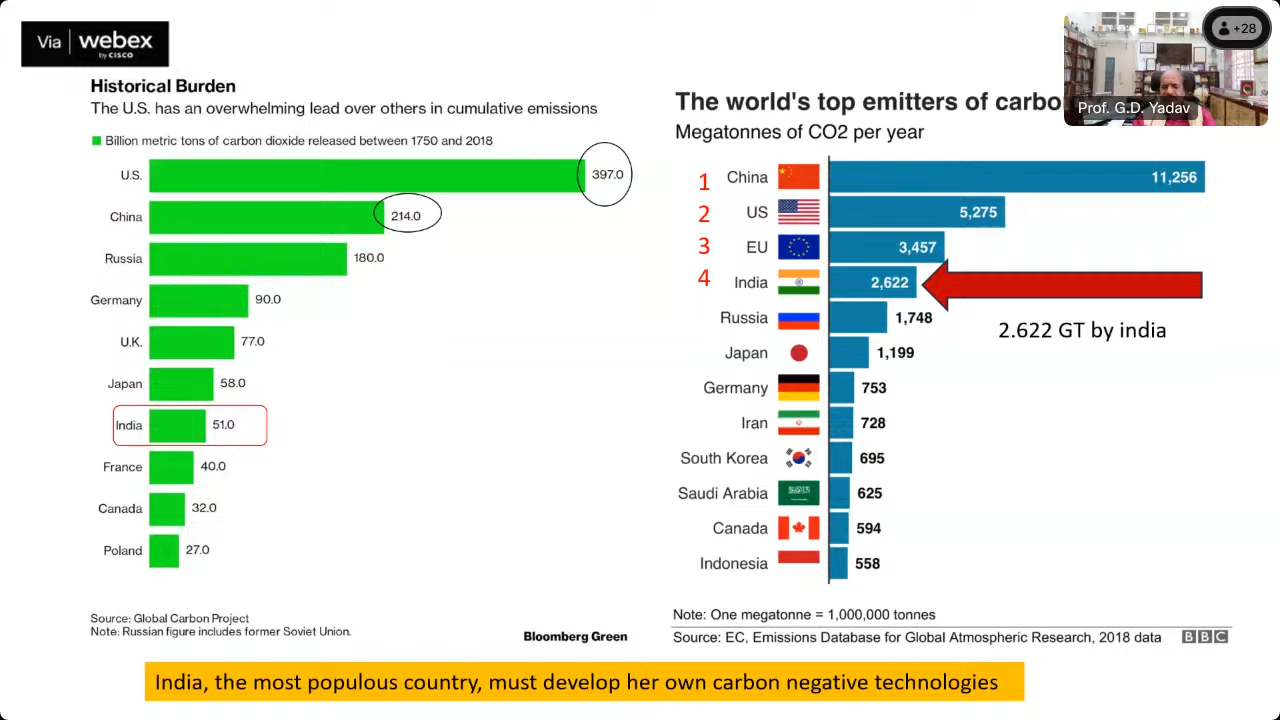 Via webex
by CISCO
+28
Prof. G.D. Yadav
Historical Burden
The U.S. has an overwhelming lead over others in cumulative emissions
Billion metric tons of carbon dioxide released between 1750 and 2018
U.S. 397.0
China 214.0
Russia 180.0
Germany 90.0
U.K. 77.0
Japan 58.0
India 51.0
France 40.0
Canada 32.0
Poland 27.0
Source: Global Carbon Project
Note: Russian figure includes former Soviet Union.
Bloomberg Green
The world's top emitters of carbo
Megatonnes of CO2 per year
1 China 11,256
2 US 5,275
3 EU 3,457
4 India 2,622
Russia 1,748
Japan 1,199
Germany 753
Iran 728
South Korea 695
Saudi Arabia 625
Canada 594
Indonesia 558
2.622 GT by india
Note: One megatonne = 1,000,000 tonnes
Source: EC, Emissions Database for Global Atmospheric Research, 2018 data
BBC
India, the most populous country, must develop her own carbon negative technologies